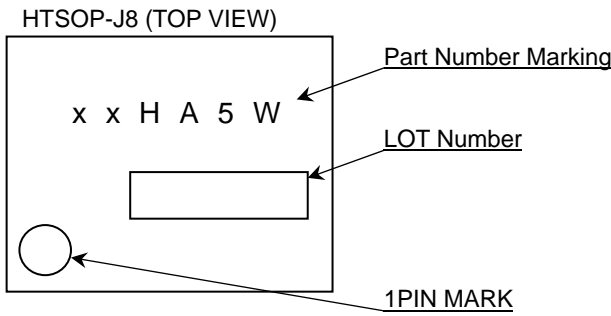 HTSOP-J8 (TOP VIEW)
Part Number Marking
x x H A 5 W
LOT Number
1PIN MARK